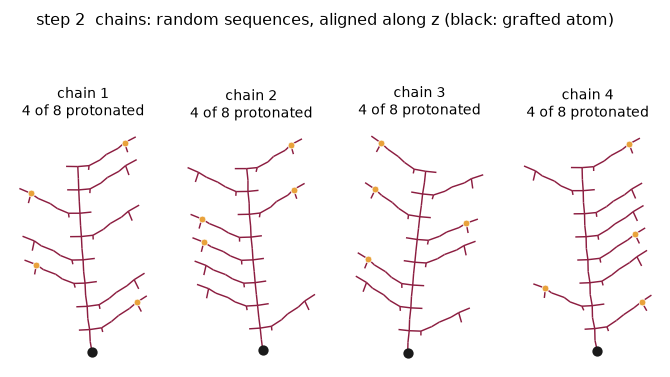 step 2  chains: random sequences, aligned along z (black: grafted atom)
chain 1
4 of 8 protonated
chain 2
4 of 8 protonated
chain 3
4 of 8 protonated
chain 4
4 of 8 protonated